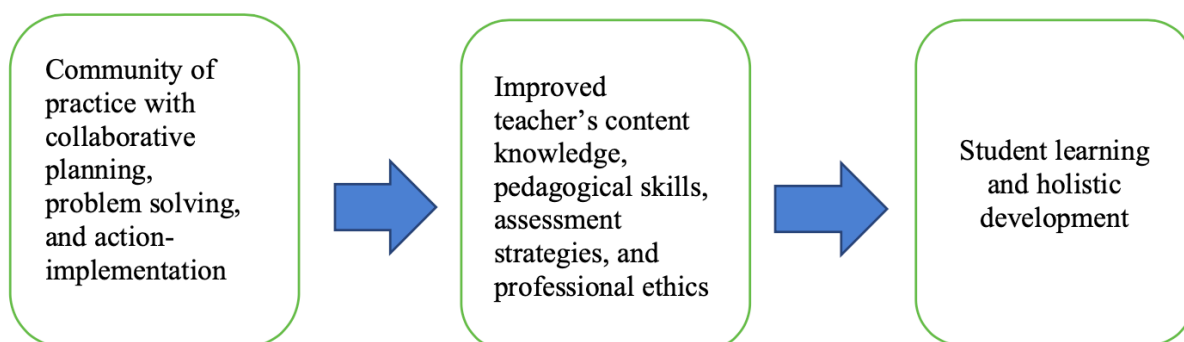 Community of
practice with
collaborative
planning,
problem solving,
and action-
implementation
Improved
teacher's content
knowledge,
pedagogical skills,
assessment
strategies, and
professional ethics
Student learning
and holistic
development